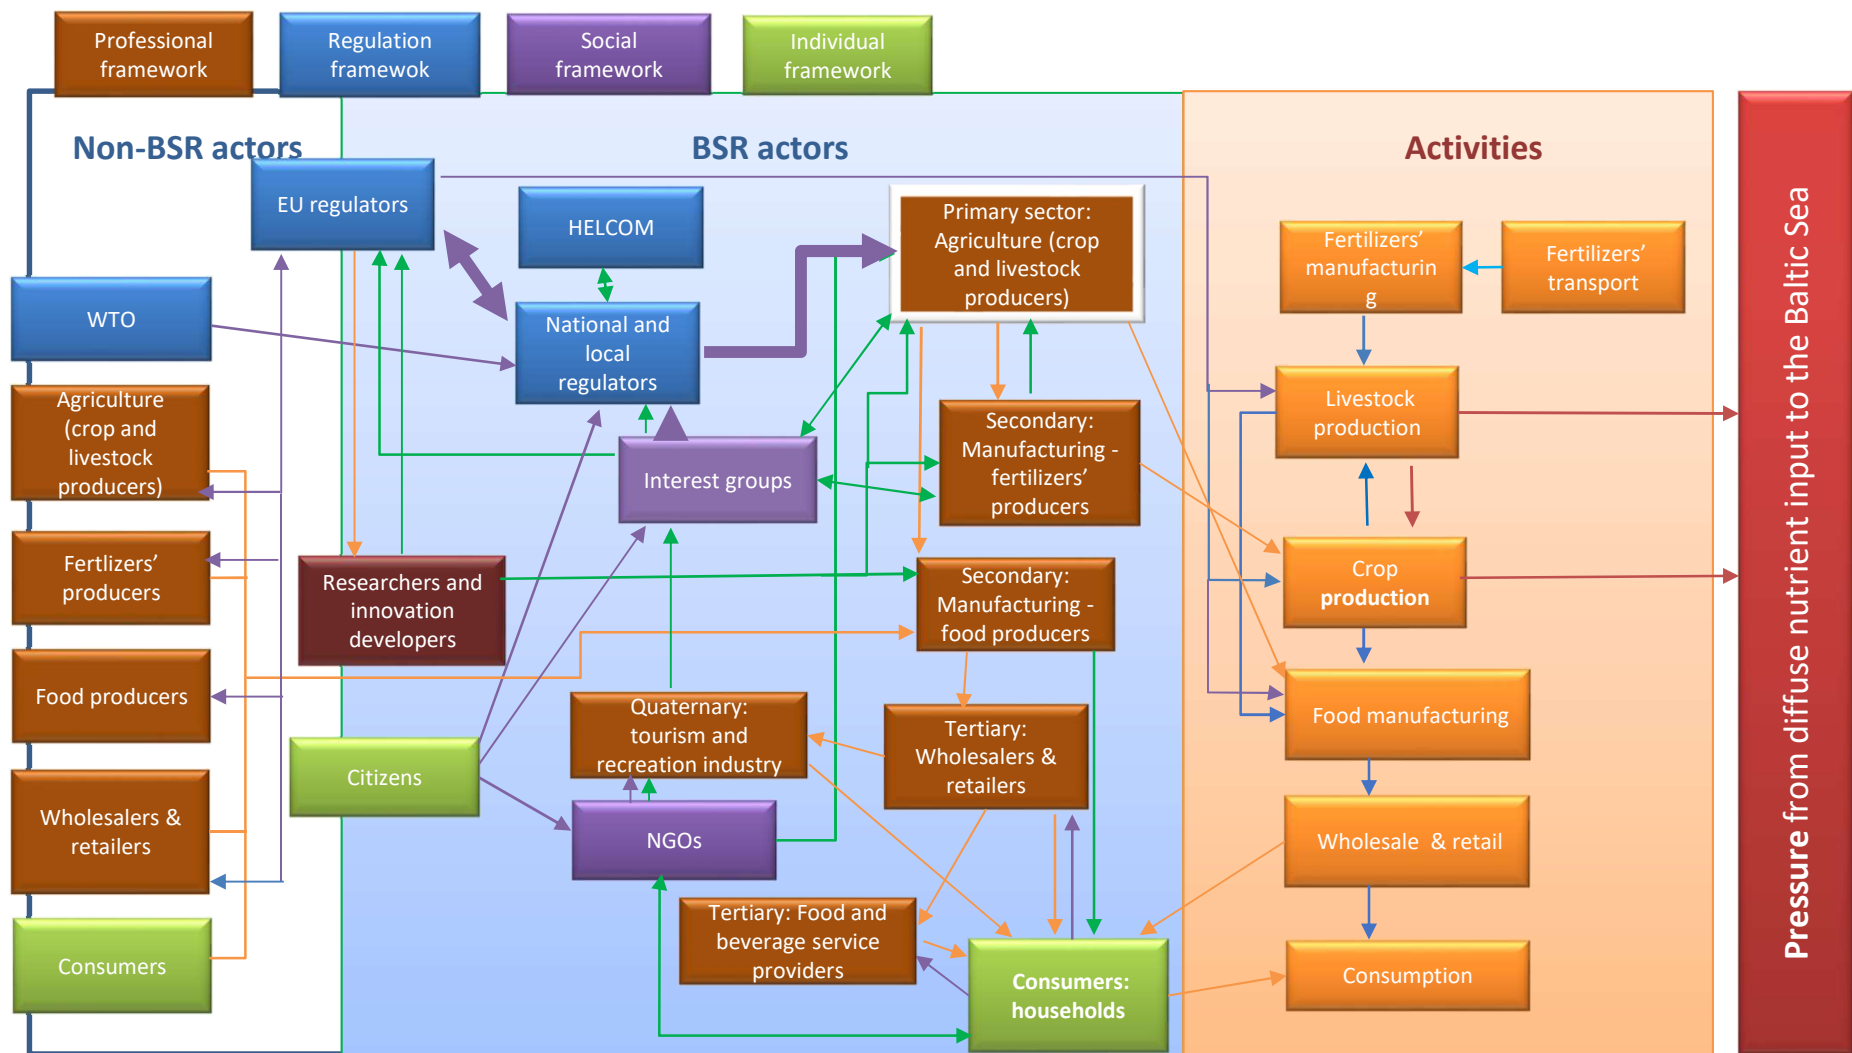 Professional
framework
Regulation
framewok
Social
framework
Individual
framework
Non-BSR actors
BSR actors
Activities
EU regulators
HELCOM
WTO
National and
local
regulators
Primary sector:
Agriculture (crop
and livestock
producers)
Fertilizers'
manufacturin
g
Fertilizers'
transport
Agriculture
(crop and
livestock
producers)
Interest groups
Secondary:
Manufacturing -
fertilizers'
producers
Livestock
production
Fertlizers'
producers
Researchers and
innovation
developers
Secondary:
Manufacturing -
food producers
Crop
production
Food producers
Quaternary:
tourism and
recreation industry
Tertiary:
Wholesalers &
retailers
Food manufacturing
Citizens
Wholesalers &
retailers
NGOs
Wholesale & retail
Consumers
Tertiary: Food and
beverage service
providers
Consumers:
households
Consumption
Pressure from diffuse nutrient input to the Baltic Sea